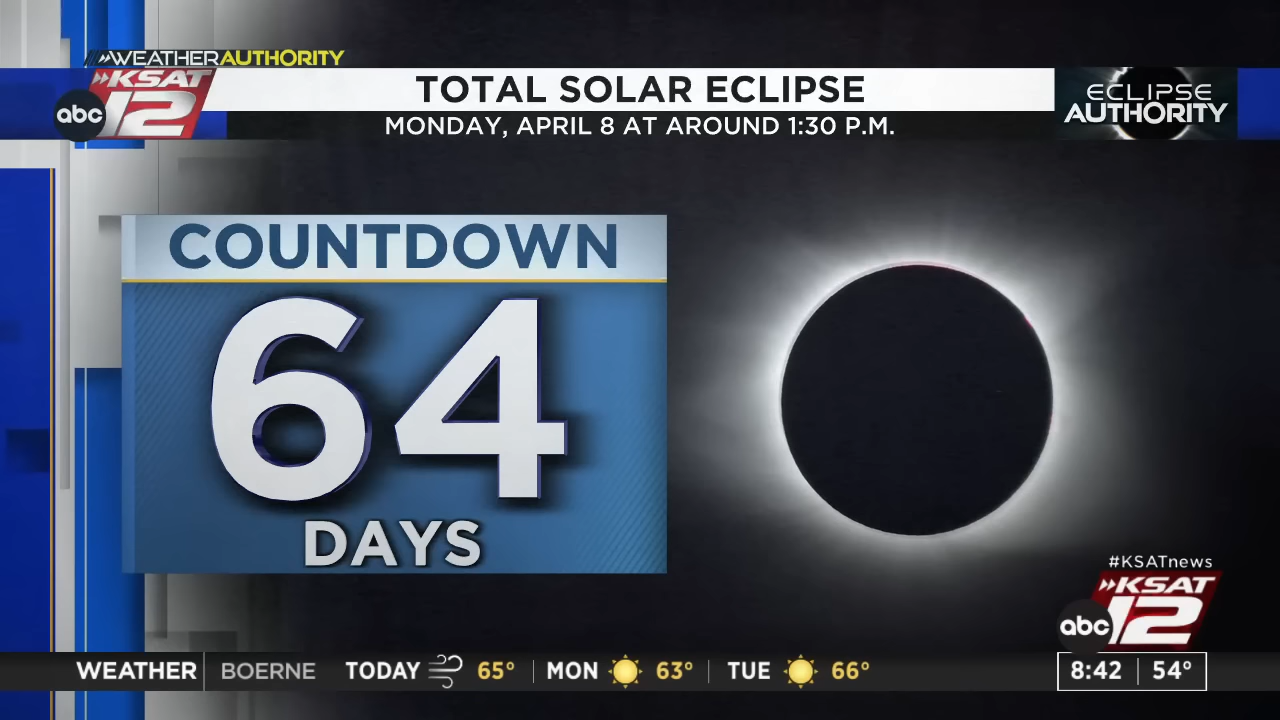 WEATHERAUTHORITY
KSAT
abc 12
TOTAL SOLAR ECLIPSE
MONDAY, APRIL 8 AT AROUND 1:30 P.M.
ECLIPSE
AUTHORITY
COUNTDOWN
64
DAYS
#KSATnews
KSAT
abc 12
WEATHER BOERNE TODAY 65° MON 63° TUE 66° 8:42 54°